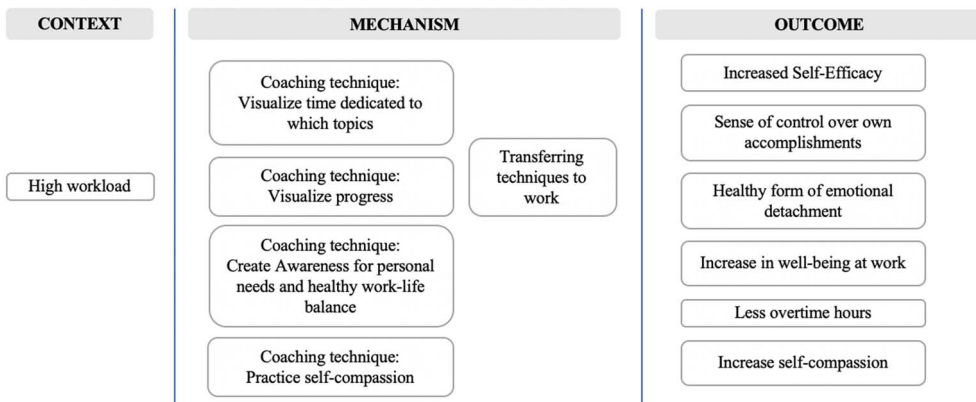 CONTEXT
High workload
MECHANISM
Coaching technique:
Visualize time dedicated to
which topics
Coaching technique:
Visualize progress
Coaching technique:
Create Awareness for personal
needs and healthy work-life
balance
Coaching technique:
Practice self-compassion
Transferring
techniques to
work
OUTCOME
Increased Self-Efficacy
Sense of control over own
accomplishments
Healthy form of emotional
detachment
Increase in well-being at work
Less overtime hours
Increase self-compassion